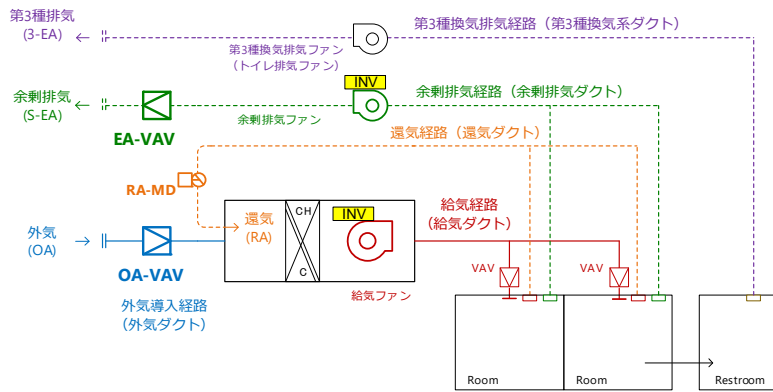 第3種排気
(3-EA)
第3種換気排気ファン
(トイレ排気ファン)
第3種換気排気経路（第3種換気系ダクト）
INV
余剰排気
(S-EA)
EA-VAV
余剰排気ファン
余剰排気経路（余剰排気ダクト）
還気経路（還気ダクト）
RA-MD
還気
(RA)
CH
C
INV
給気ファン
給気経路
（給気ダクト）
外気
(OA)
OA-VAV
外気導入経路
（外気ダクト）
VAV
VAV
Room
Room
Restroom